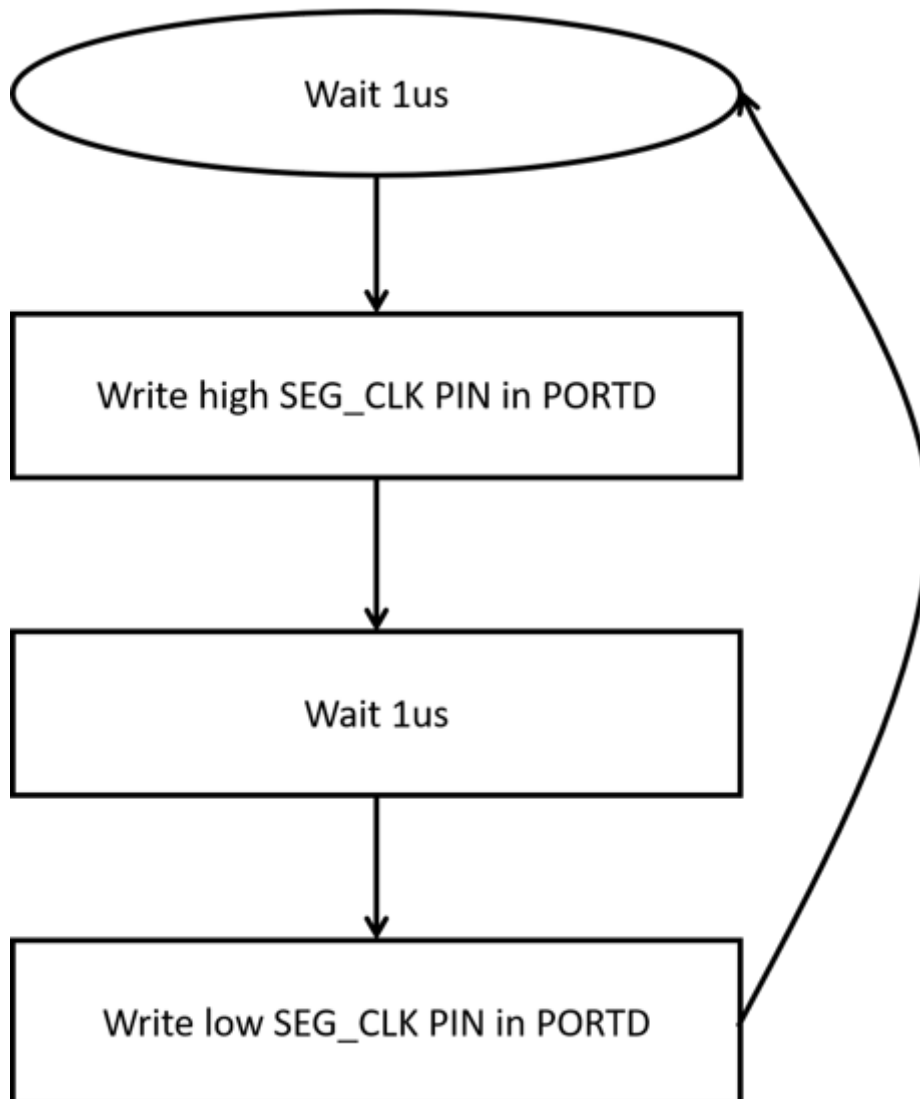 Wait 1us
Write high SEG_CLK PIN in PORTD
Wait 1us
Write low SEG_CLK PIN in PORTD